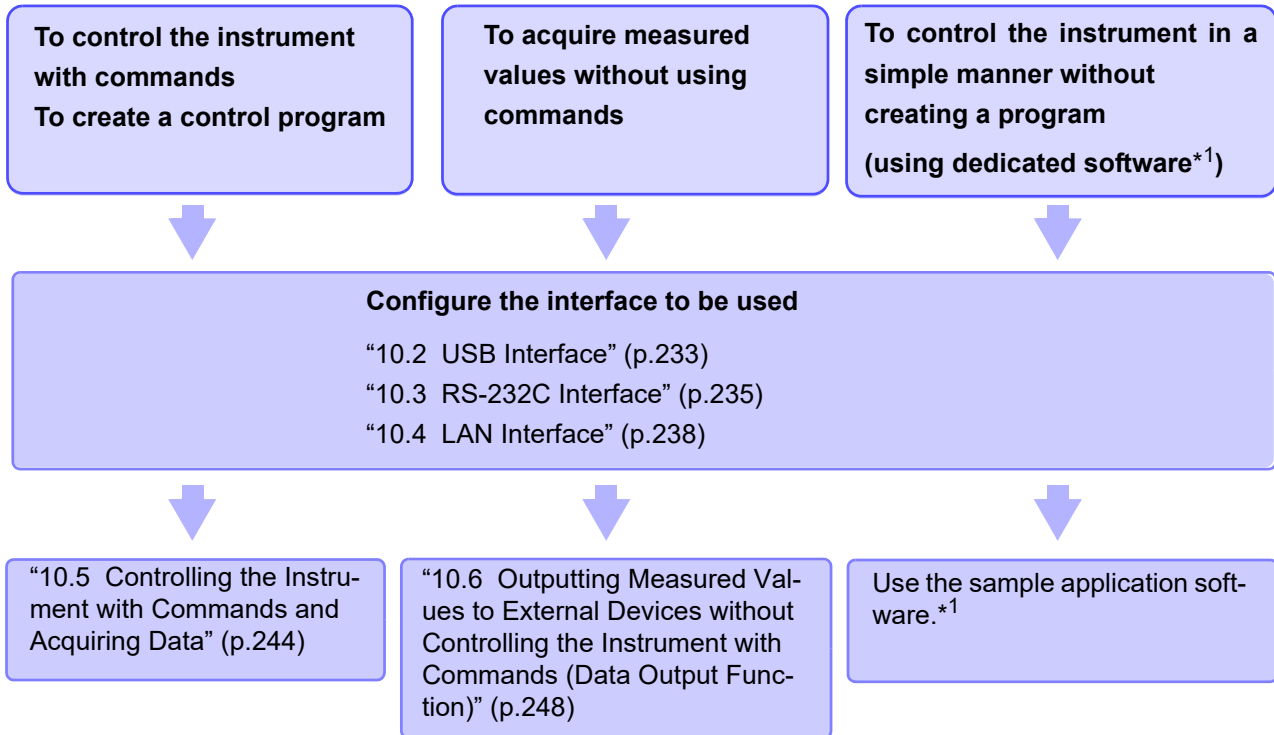 To control the instrument
with commands
To create a control program
To acquire measured
values without using
commands
To control the instrument in a
simple manner without
creating a program
(using dedicated software*1)
Configure the interface to be used
“10.2 USB Interface” (p.233)
“10.3 RS-232C Interface” (p.235)
“10.4 LAN Interface” (p.238)
“10.5 Controlling the Instru-
ment with Commands and
Acquiring Data” (p.244)
“10.6 Outputting Measured Val-
ues to External Devices without
Controlling the Instrument with
Commands (Data Output Func-
tion)” (p.248)
Use the sample application soft-
ware.*1